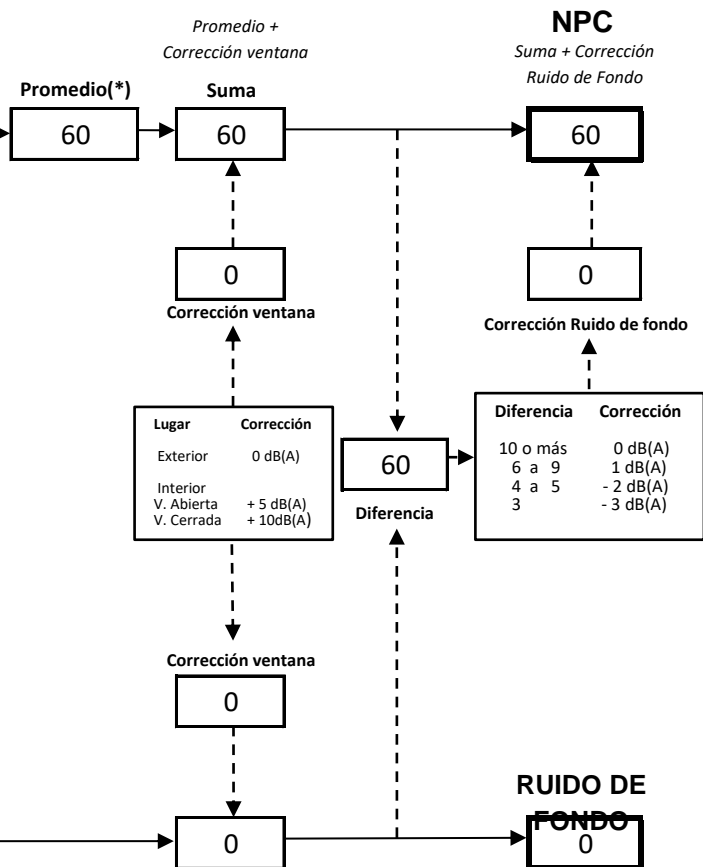 Promedio +
Corrección ventana
NPC
Suma + Corrección
Ruido de Fondo
Promedio(*)
Suma
60
60
60
0
0
Corrección ventana
Corrección Ruido de fondo
Lugar Corrección
Exterior 0 dB(A)
Interior
V. Abierta + 5 dB(A)
V. Cerrada + 10dB(A)
60
Diferencia
Diferencia Corrección
10 o más 0 dB(A)
6 a 9 1 dB(A)
4 a 5 - 2 dB(A)
3 - 3 dB(A)
Corrección ventana
0
RUIDO DE
FONDO
0
0